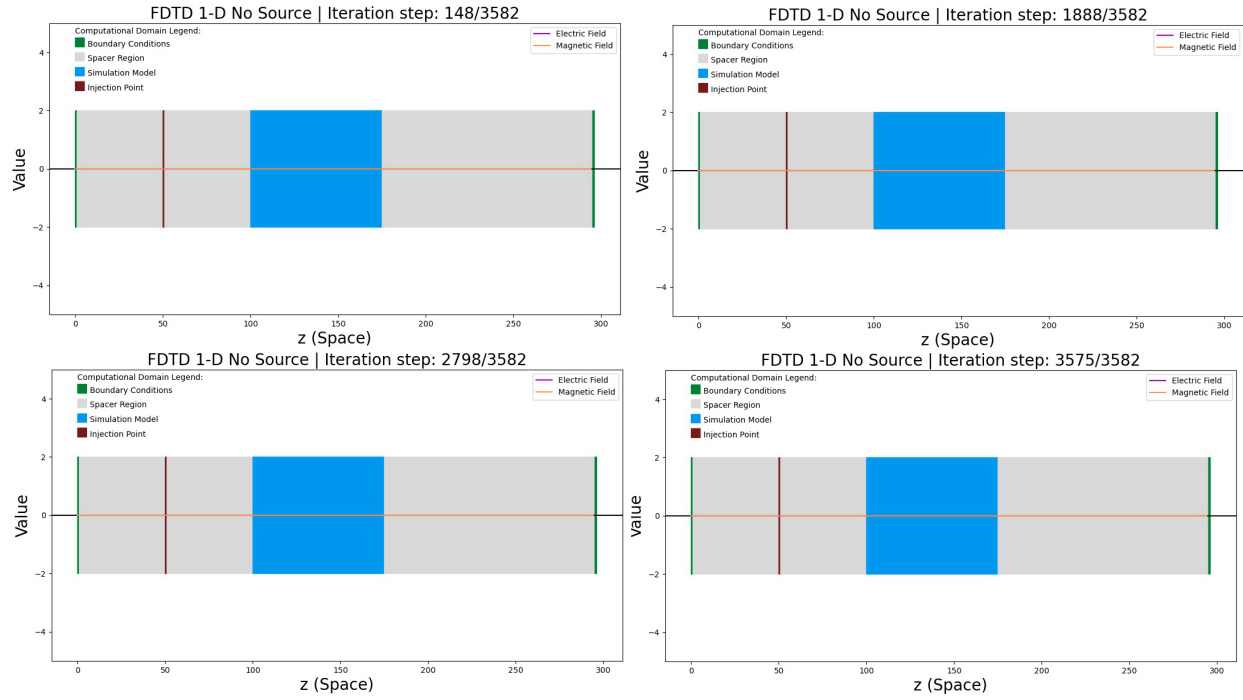 FDTD 1-D No Source | Iteration step: 148/3582
Computational Domain Legend:
Boundary Conditions
Spacer Region
Simulation Model
Injection Point
Electric Field
Magnetic Field
Value
4
2
0
−2
−4
0
50
100
150
200
250
300
z (Space)
FDTD 1-D No Source | Iteration step: 1888/3582
Computational Domain Legend:
Boundary Conditions
Spacer Region
Simulation Model
Injection Point
Electric Field
Magnetic Field
Value
4
2
0
−2
−4
0
50
100
150
200
250
300
z (Space)
FDTD 1-D No Source | Iteration step: 2798/3582
Computational Domain Legend:
Boundary Conditions
Spacer Region
Simulation Model
Injection Point
Electric Field
Magnetic Field
Value
4
2
0
−2
−4
0
50
100
150
200
250
300
z (Space)
FDTD 1-D No Source | Iteration step: 3575/3582
Computational Domain Legend:
Boundary Conditions
Spacer Region
Simulation Model
Injection Point
Electric Field
Magnetic Field
Value
4
2
0
−2
−4
0
50
100
150
200
250
300
z (Space)